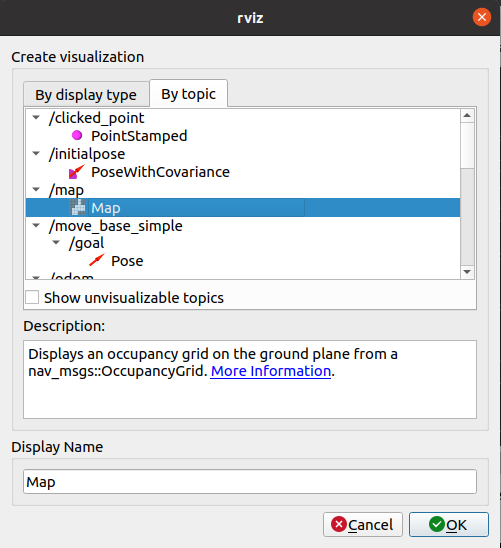 rviz
Create visualization
By display type
By topic
/clicked_point
PointStamped
/initialpose
PoseWithCovariance
/map
Map
/move_base_simple
/goal
Pose
/odom
Show unvisualizable topics
Description:
Displays an occupancy grid on the ground plane from a
nav_msgs::OccupancyGrid. More Information.
Display Name
Map
Cancel
OK